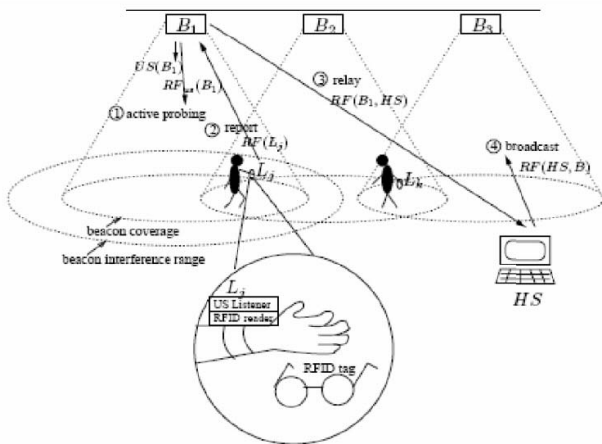 B₁
B₂
B₃
US(B₁)
RFᵤₛ(B₁)
① active probing
② report
RF(Lⱼ)
③ relay
RF(B₁, HS)
④ broadcast
RF(HS, B)
Lⱼ
Lₖ
beacon coverage
beacon interference range
HS
Lⱼ
US Listener
RFID reader
RFID tag